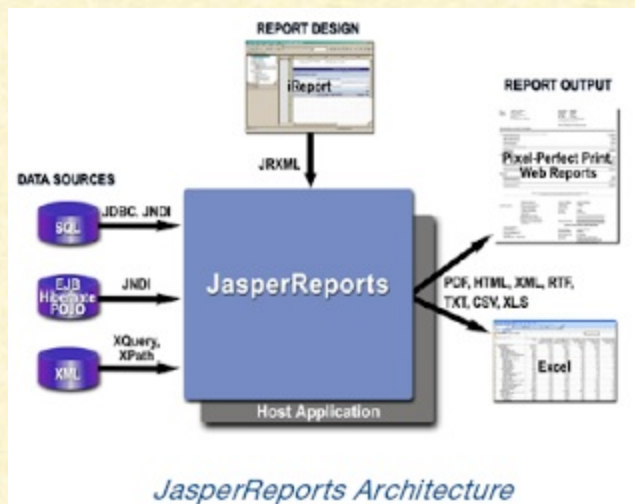 REPORT DESIGN
iReport
JRXML
REPORT OUTPUT
Pixel-Perfect Print,
Web Reports
DATA SOURCES
SQL
JDBC, JNDI
EJB
Hibernate
POJO
JNDI
XML
XQuery,
XPath
JasperReports
Host Application
PDF, HTML, XML, RTF,
TXT, CSV, XLS
Excel
JasperReports Architecture